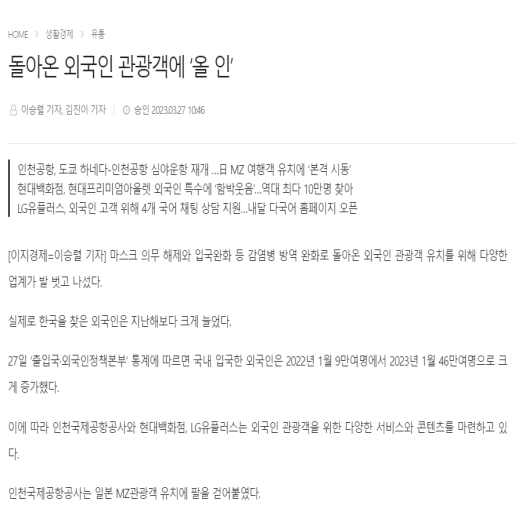 HOME > 생활경제 > 유통
돌아온 외국인 관광객에 '올 인'
이승렬 기자, 김진이 기자 | 승인 2023.03.27 10:46
인천공항, 도쿄 하네다-인천공항 심야운항 재개 ...日 MZ 여행객 유치에 '본격 시동'
현대백화점, 현대프리미엄아울렛 외국인 특수에 '함박웃음'...역대 최다 10만명 찾아
LG유플러스, 외국인 고객 위해 4개 국어 채팅 상담 지원...내달 다국어 홈페이지 오픈
[이지경제=이승렬 기자] 마스크 의무 해제와 입국완화 등 감염병 방역 완화로 돌아온 외국인 관광객 유치를 위해 다양한
업계가 발 벗고 나섰다.
실제로 한국을 찾은 외국인은 지난해보다 크게 늘었다.
27일 '출입국·외국인정책본부' 통계에 따르면 국내 입국한 외국인은 2022년 1월 9만여명에서 2023년 1월 46만여명으로 크
게 증가했다.
이에 따라 인천국제공항공사와 현대백화점, LG유플러스는 외국인 관광객을 위한 다양한 서비스와 콘텐츠를 마련하고 있
다.
인천국제공항공사는 일본 MZ관광객 유치에 팔을 걷어붙였다.